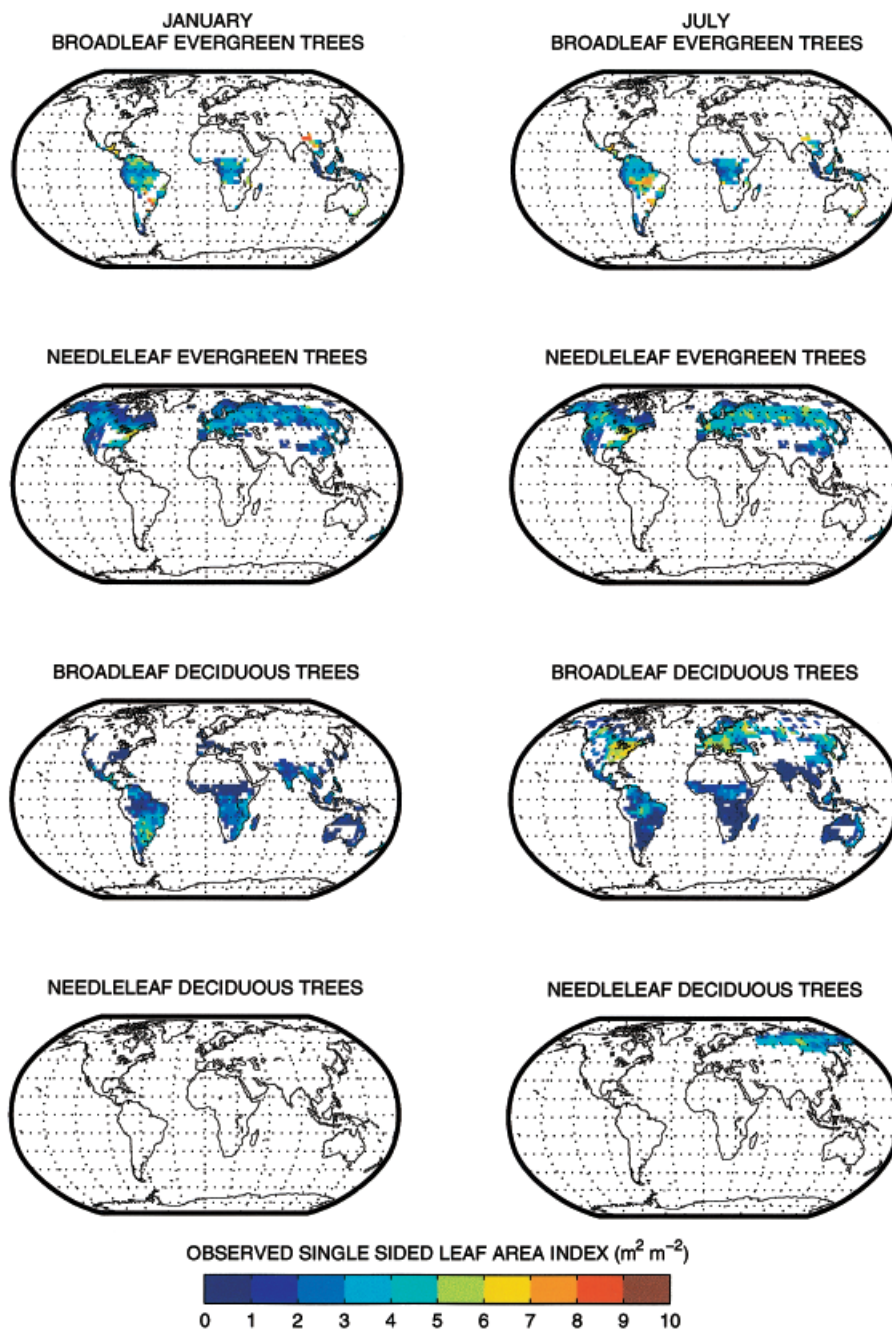 JANUARY
BROADLEAF EVERGREEN TREES
JULY
BROADLEAF EVERGREEN TREES
NEEDLELEAF EVERGREEN TREES
NEEDLELEAF EVERGREEN TREES
BROADLEAF DECIDUOUS TREES
BROADLEAF DECIDUOUS TREES
NEEDLELEAF DECIDUOUS TREES
NEEDLELEAF DECIDUOUS TREES
OBSERVED SINGLE SIDED LEAF AREA INDEX (m² m⁻²)
0 1 2 3 4 5 6 7 8 9 10